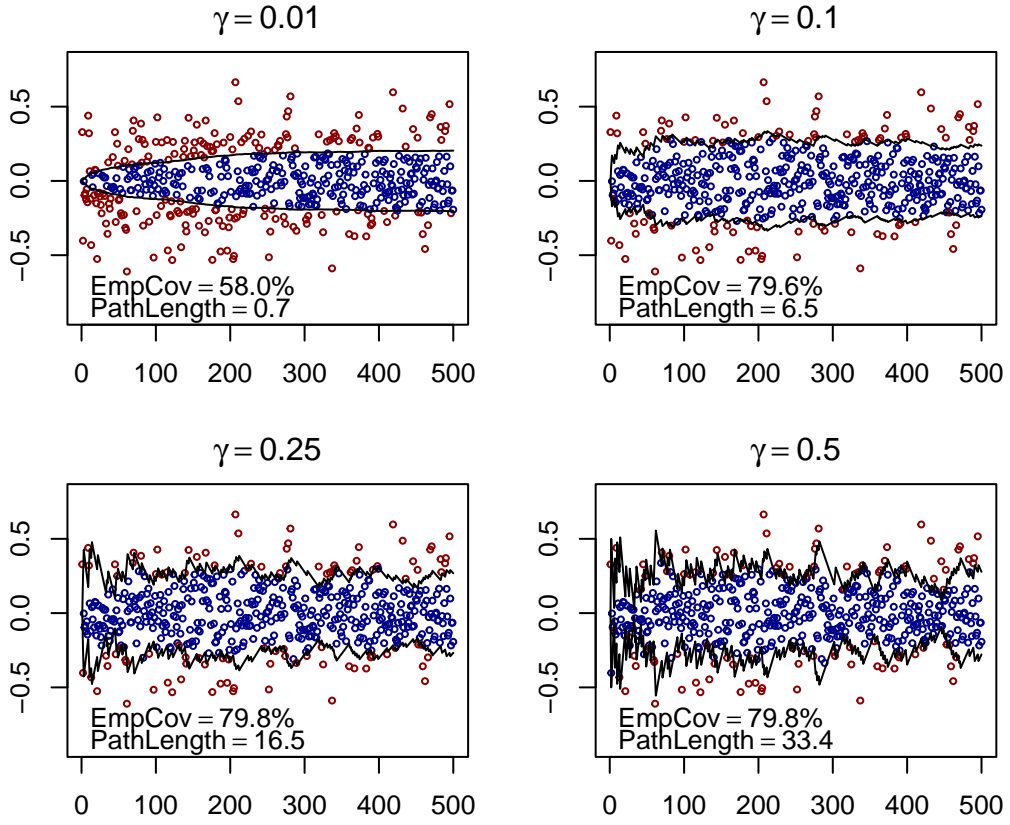 γ = 0.01
0.5
0.0
−0.5
EmpCov = 58.0%
PathLength = 0.7
0 100 200 300 400 500
γ = 0.1
0.5
0.0
−0.5
EmpCov = 79.6%
PathLength = 6.5
0 100 200 300 400 500
γ = 0.25
0.5
0.0
−0.5
EmpCov = 79.8%
PathLength = 16.5
0 100 200 300 400 500
γ = 0.5
0.5
0.0
−0.5
EmpCov = 79.8%
PathLength = 33.4
0 100 200 300 400 500